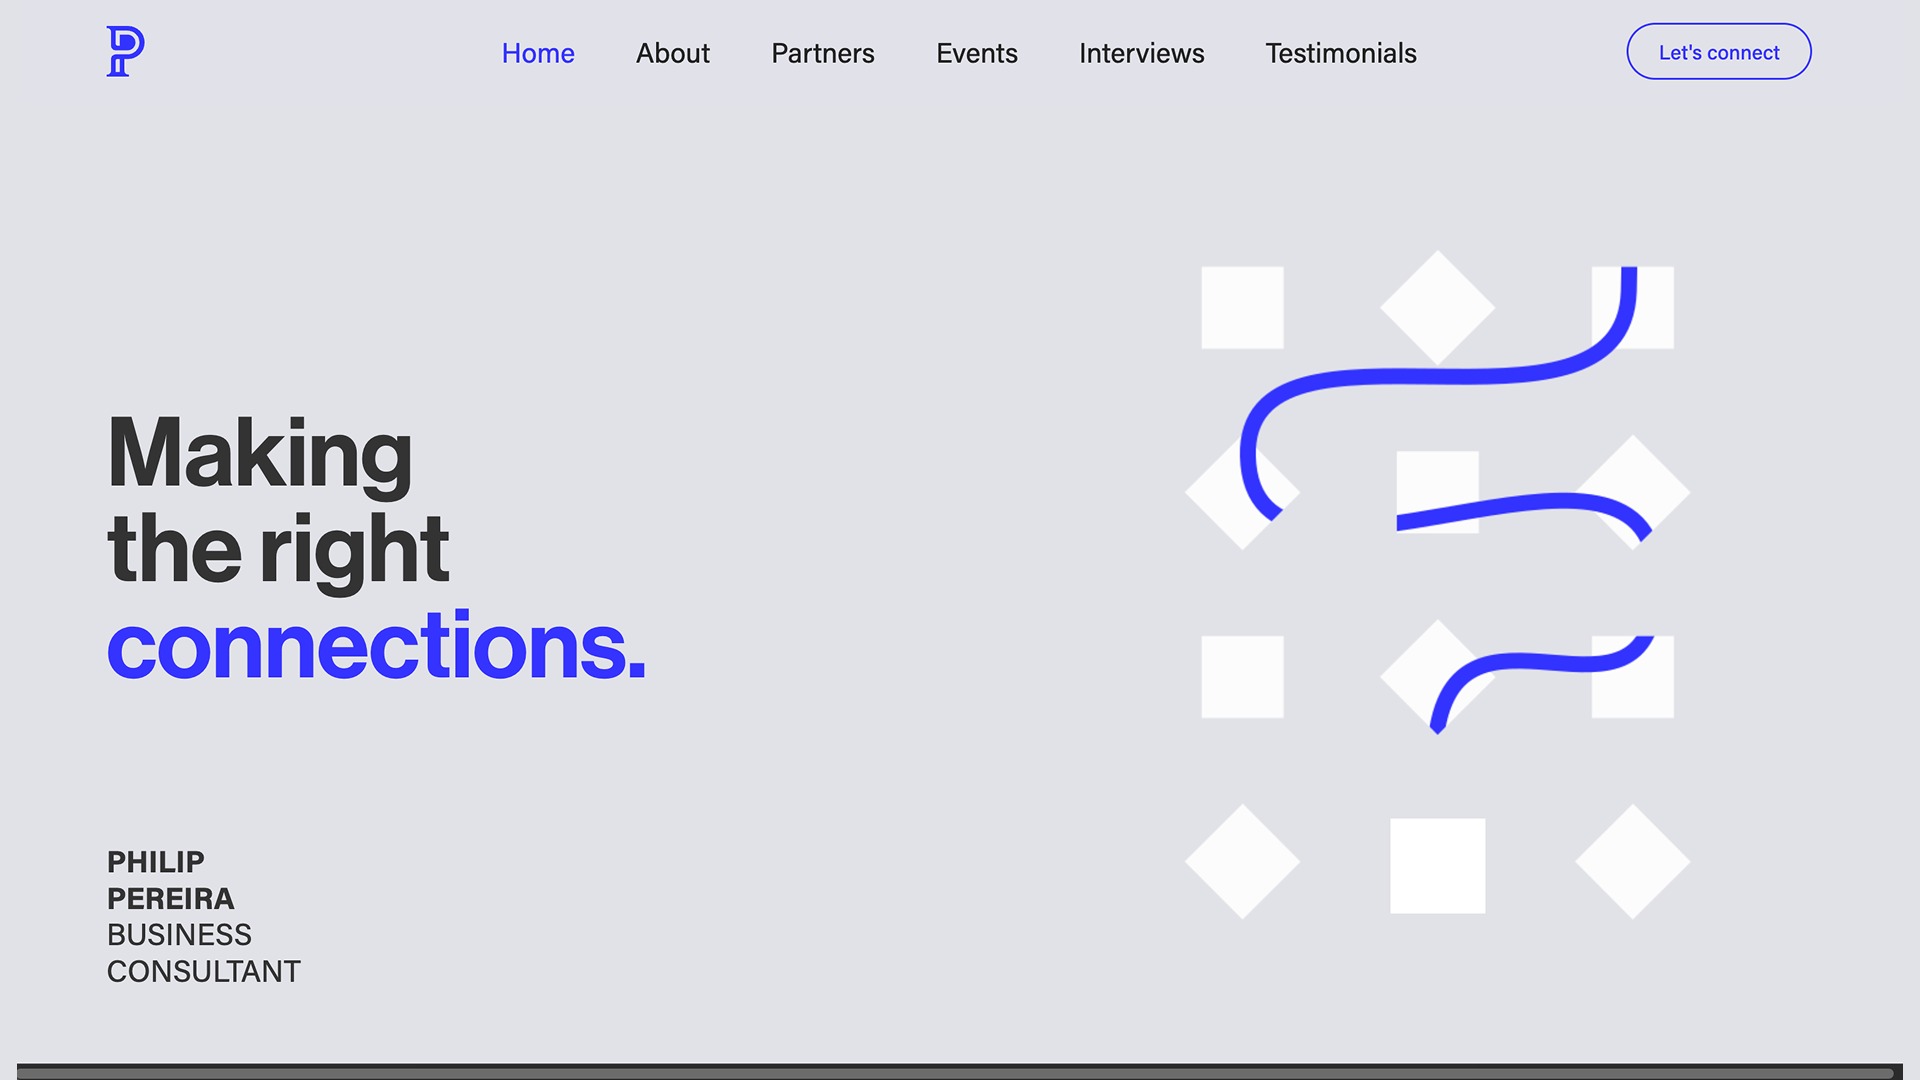 Home About Partners Events Interviews Testimonials Let's connect
Making
the right
connections.
PHILIP
PEREIRA
BUSINESS
CONSULTANT